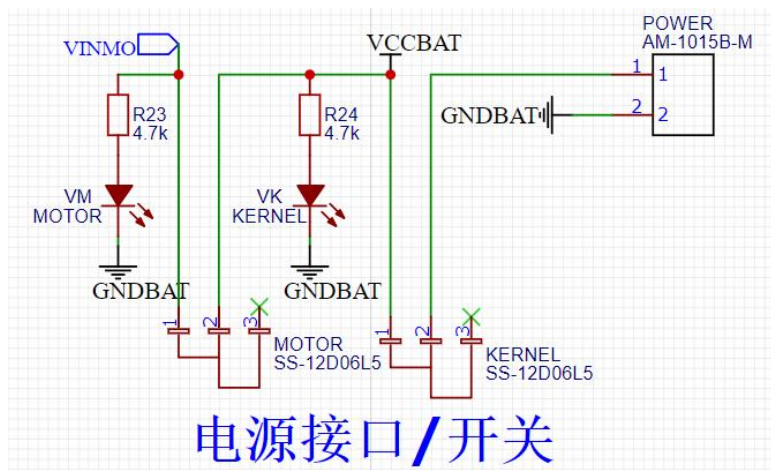 POWER
VINMO
VCCBAT
AM-1015B-M
1
1
R23
4.7k
R24
4.7k
GNDBAT
2
2
VM
MOTOR
VK
KERNEL
GNDBAT
GNDBAT
1
2
3
MOTOR
SS-12D06L5
1
2
3
KERNEL
SS-12D06L5
电源接口/开关